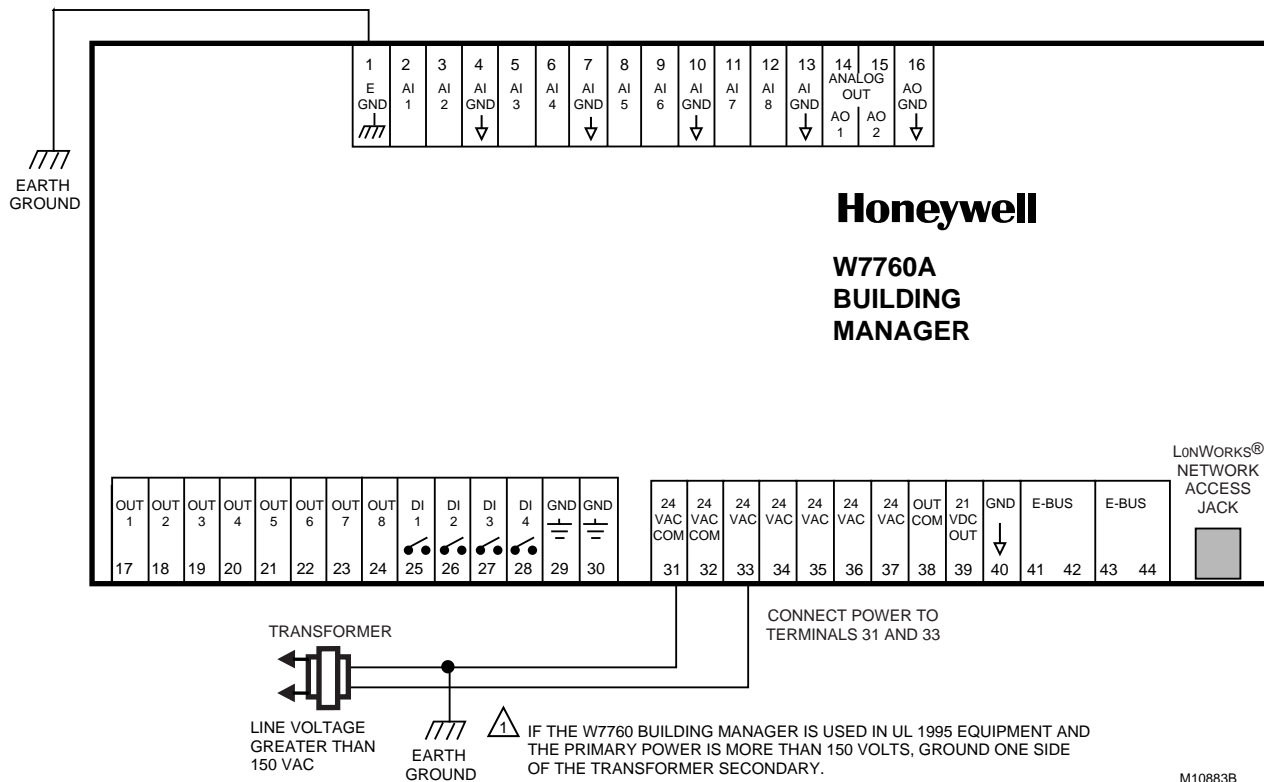 1 2 3 4 5 6 7 8 9 10 11 12 13 14 15 16
E GND
AI 1
AI 2
AI GND
AI 3
AI 4
AI GND
AI 5
AI 6
AI GND
AI 7
AI 8
AI GND
ANALOG OUT
AO 1
AO 2
AO GND
EARTH
GROUND
Honeywell
W7760A
BUILDING
MANAGER
LONWORKS®
NETWORK
ACCESS
JACK
OUT 1
OUT 2
OUT 3
OUT 4
OUT 5
OUT 6
OUT 7
OUT 8
DI 1
DI 2
DI 3
DI 4
GND
GND
17 18 19 20 21 22 23 24 25 26 27 28 29 30
24 VAC COM
24 VAC COM
24 VAC
24 VAC
24 VAC
24 VAC
24 VAC
OUT COM
21 VDC OUT
GND
E-BUS
E-BUS
31 32 33 34 35 36 37 38 39 40 41 42 43 44
CONNECT POWER TO
TERMINALS 31 AND 33
TRANSFORMER
LINE VOLTAGE
GREATER THAN
150 VAC
EARTH
GROUND
1 IF THE W7760 BUILDING MANAGER IS USED IN UL 1995 EQUIPMENT AND
THE PRIMARY POWER IS MORE THAN 150 VOLTS, GROUND ONE SIDE
OF THE TRANSFORMER SECONDARY.
M10883B